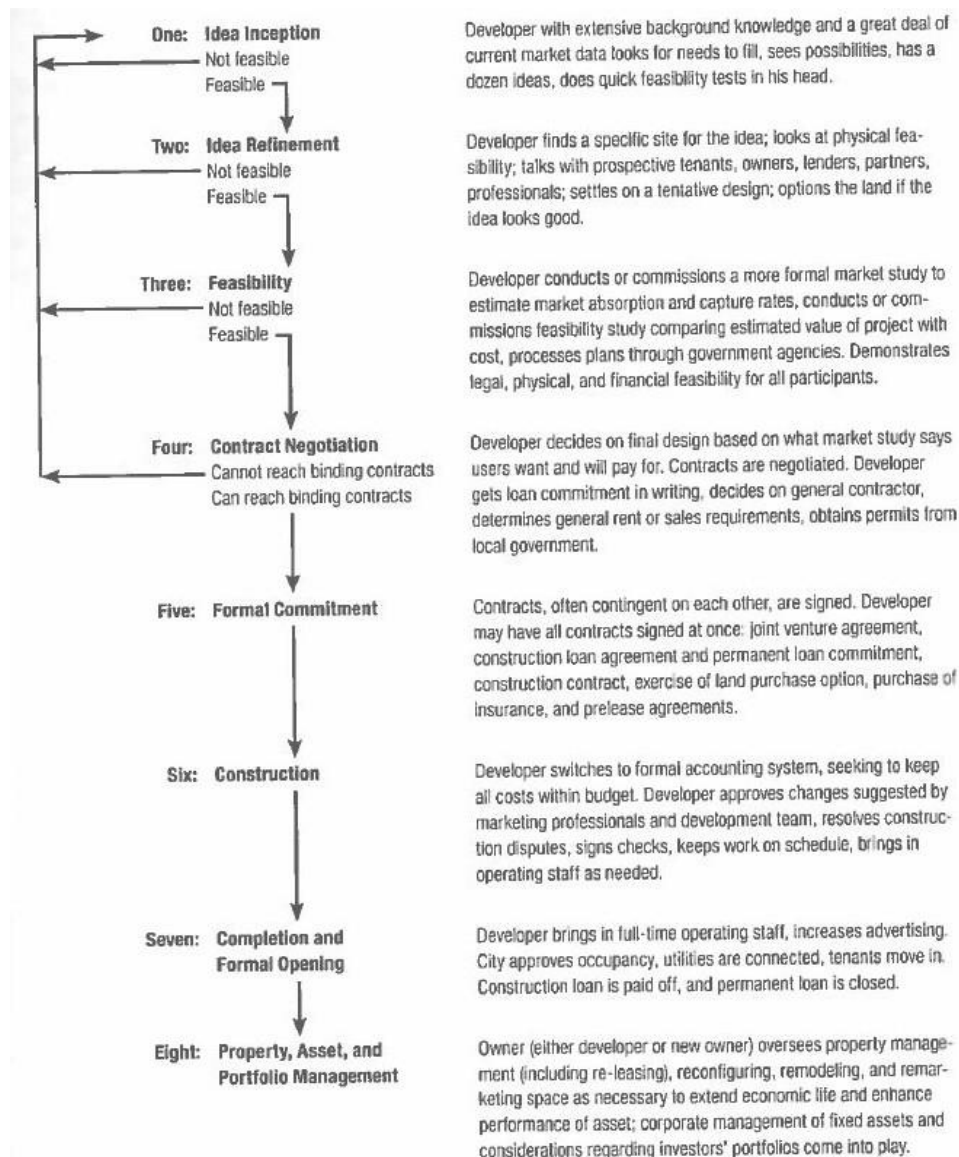 One: Idea Inception
Not feasible
Feasible
Developer with extensive background knowledge and a great deal of
current market data looks for needs to fill, sees possibilities, has a
dozen ideas, does quick feasibility tests in his head.
Two: Idea Refinement
Not feasible
Feasible
Developer finds a specific site for the idea; looks at physical fea-
sibility; talks with prospective tenants, owners, lenders, partners,
professionals; settles on a tentative design; options the land if the
idea looks good.
Three: Feasibility
Not feasible
Feasible
Developer conducts or commissions a more formal market study to
estimate market absorption and capture rates, conducts or com-
missions feasibility study comparing estimated value of project with
cost, processes plans through government agencies. Demonstrates
legal, physical, and financial feasibility for all participants.
Four: Contract Negotiation
Cannot reach binding contracts
Can reach binding contracts
Developer decides on final design based on what market study says
users want and will pay for. Contracts are negotiated. Developer
gets loan commitment in writing, decides on general contractor,
determines general rent or sales requirements, obtains permits from
local government.
Five: Formal Commitment
Contracts, often contingent on each other, are signed. Developer
may have all contracts signed at once: joint venture agreement,
construction loan agreement and permanent loan commitment,
construction contract, exercise of land purchase option, purchase of
insurance, and prelease agreements.
Six: Construction
Developer switches to formal accounting system, seeking to keep
all costs within budget. Developer approves changes suggested by
marketing professionals and development team, resolves construc-
tion disputes, signs checks, keeps work on schedule, brings in
operating staff as needed.
Seven: Completion and
Formal Opening
Developer brings in full-time operating staff, increases advertising.
City approves occupancy, utilities are connected, tenants move in.
Construction loan is paid off, and permanent loan is closed.
Eight: Property, Asset, and
Portfolio Management
Owner (either developer or new owner) oversees property manage-
ment (including re-leasing), reconfiguring, remodeling, and remar-
keting space as necessary to extend economic life and enhance
performance of asset; corporate management of fixed assets and
considerations regarding investors' portfolios come into play.